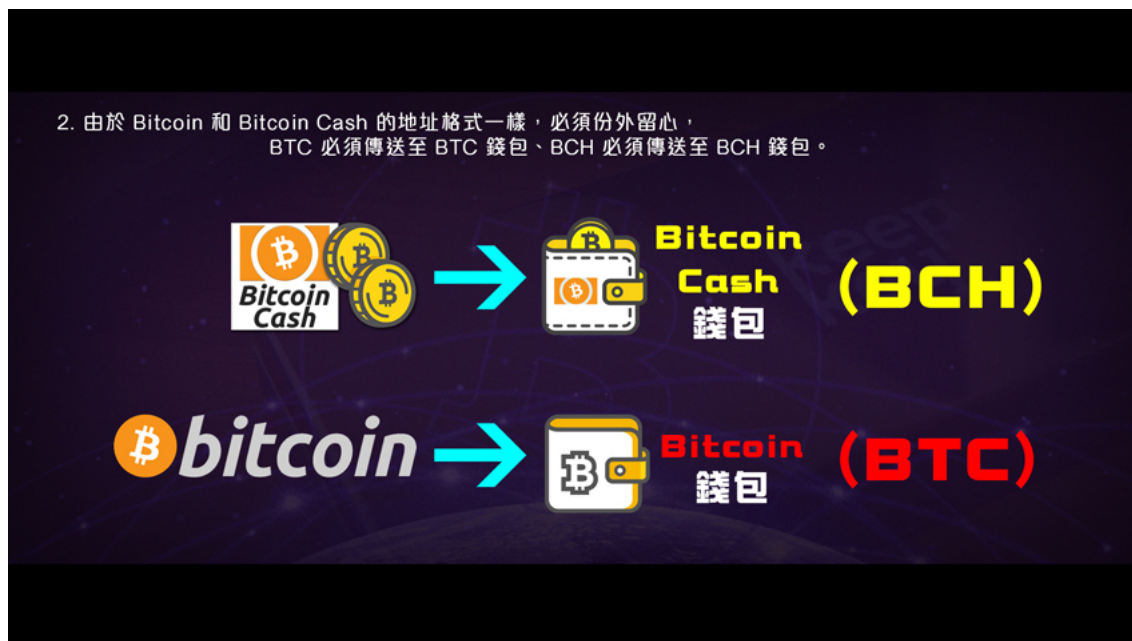 2. 由於 Bitcoin 和 Bitcoin Cash 的地址格式一樣，必須份外留心，
BTC 必須傳送至 BTC 錢包、BCH 必須傳送至 BCH 錢包。
Bitcoin
Cash
Bitcoin
Cash
錢包
(BCH)
bitcoin
Bitcoin
錢包
(BTC)